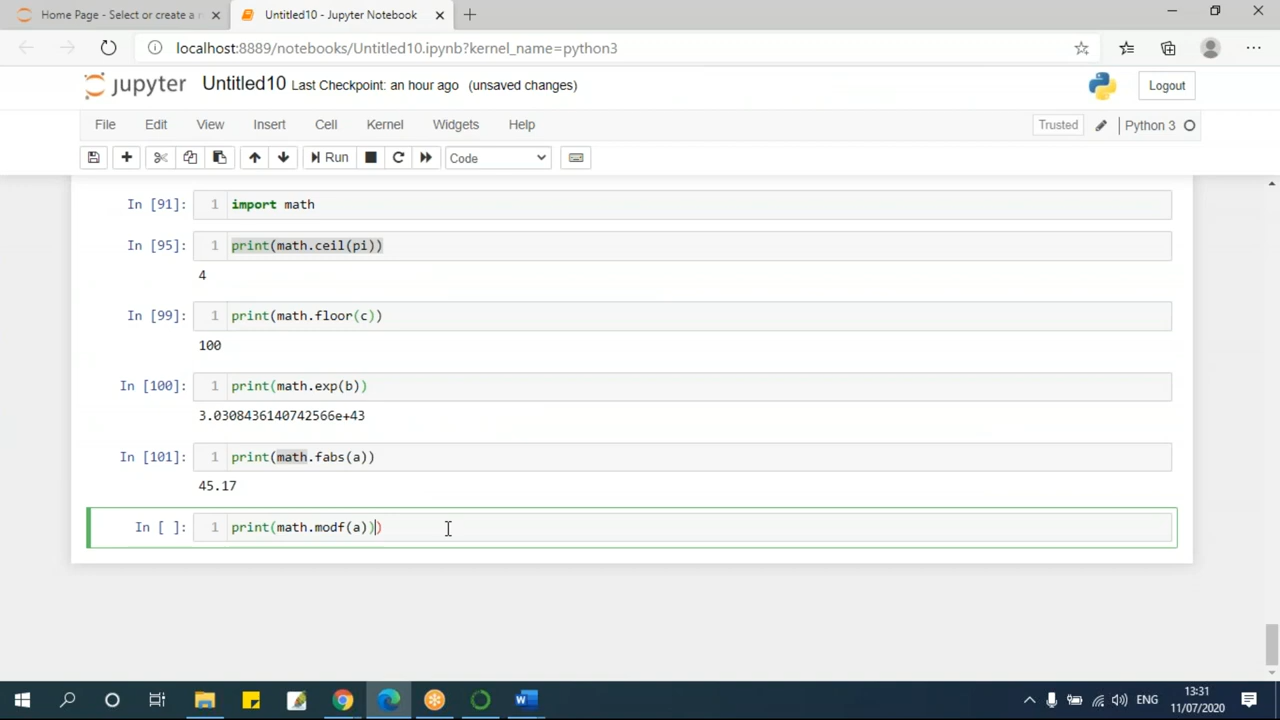 Home Page - Select or create a n
Untitled10 - Jupyter Notebook
localhost:8889/notebooks/Untitled10.ipynb?kernel_name=python3
jupyter Untitled10 Last Checkpoint: an hour ago (unsaved changes)
Logout
File Edit View Insert Cell Kernel Widgets Help
Trusted
Python 3
Run
Code
In [91]: 1 import math
In [95]: 1 print(math.ceil(pi))
4
In [99]: 1 print(math.floor(c))
100
In [100]: 1 print(math.exp(b))
3.0308436140742566e+43
In [101]: 1 print(math.fabs(a))
45.17
In [ ]: 1 print(math.modf(a)))
ENG
13:31
11/07/2020